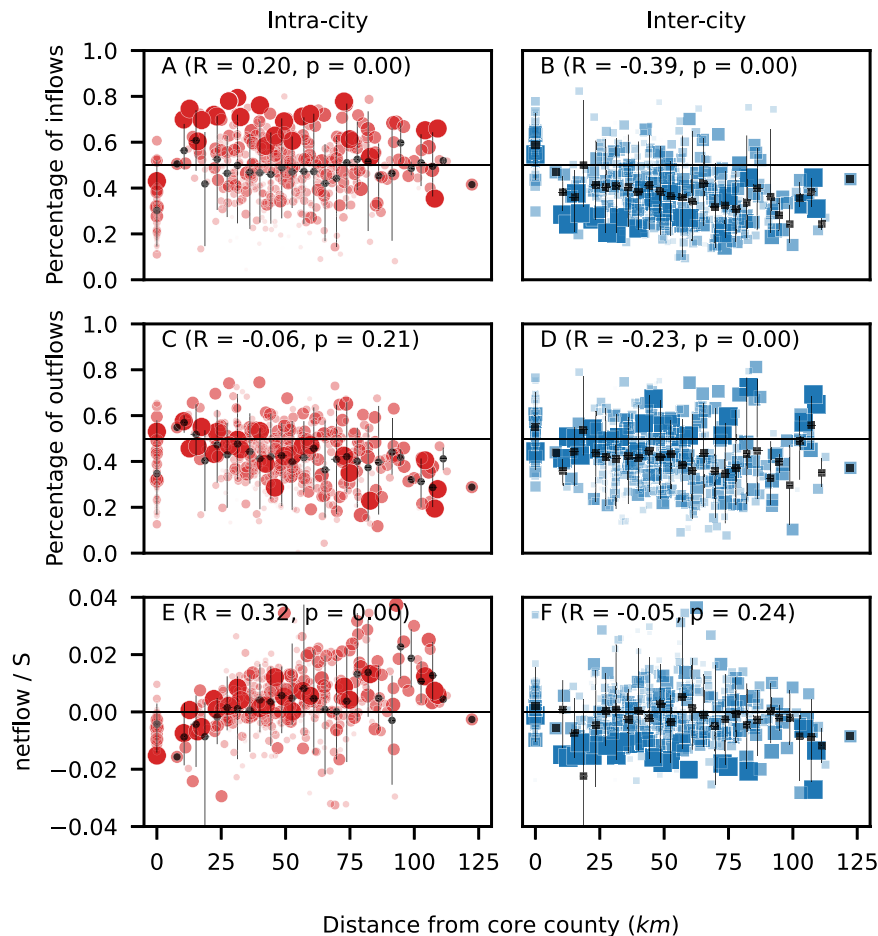 Intra-city
Inter-city
Percentage of inflows
1.0
0.8
0.6
0.4
0.2
0.0
A (R = 0.20, p = 0.00)
B (R = -0.39, p = 0.00)
Percentage of outflows
1.0
0.8
0.6
0.4
0.2
0.0
C (R = -0.06, p = 0.21)
D (R = -0.23, p = 0.00)
netflow / S
0.04
0.02
0.00
−0.02
−0.04
E (R = 0.32, p = 0.00)
F (R = -0.05, p = 0.24)
0 25 50 75 100 125
0 25 50 75 100 125
Distance from core county (km)